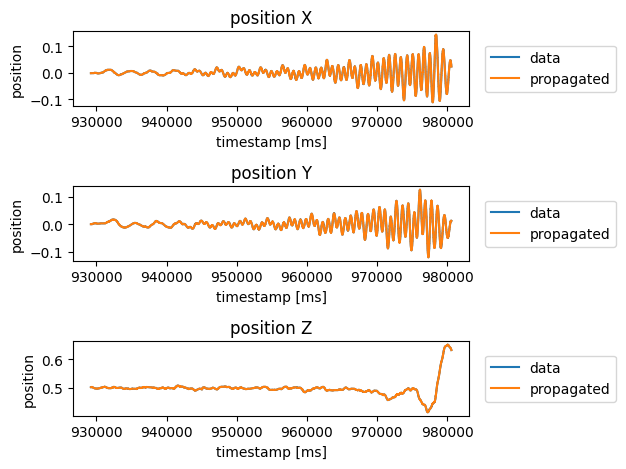 position X
position
0.1
0.0
−0.1
data
propagated
930000 940000 950000 960000 970000 980000
timestamp [ms]
position Y
position
0.1
0.0
−0.1
data
propagated
930000 940000 950000 960000 970000 980000
timestamp [ms]
position Z
position
0.6
0.5
data
propagated
930000 940000 950000 960000 970000 980000
timestamp [ms]